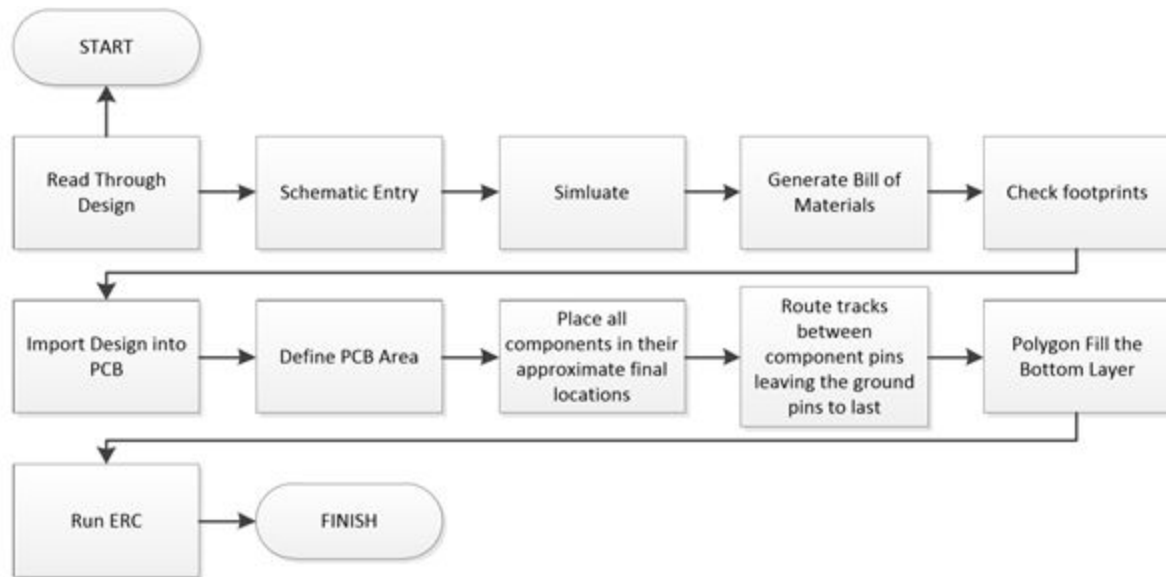 START
Read Through
Design
Schematic Entry
Simluate
Generate Bill of
Materials
Check footprints
Import Design into
PCB
Define PCB Area
Place all
components in their
approximate final
locations
Route tracks
between
component pins
leaving the ground
pins to last
Polygon Fill the
Bottom Layer
Run ERC
FINISH